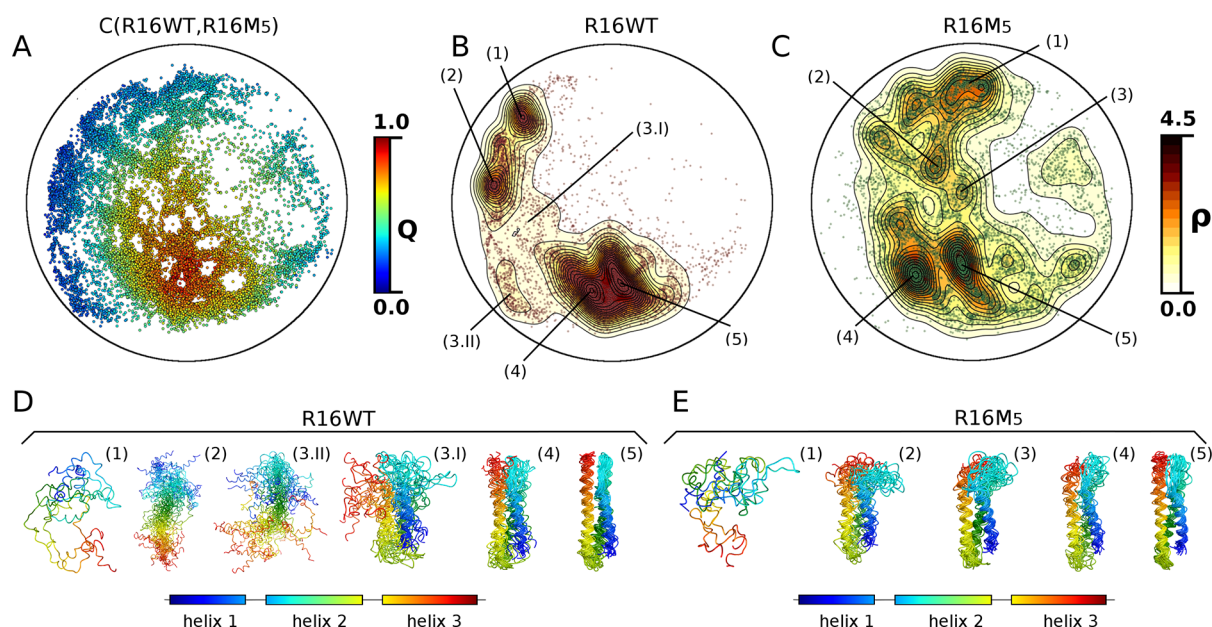 A
C(R16WT,R16M5)
1.0
Q
0.0
B
R16WT
(1)
(2)
(3.I)
(3.II)
(4)
(5)
C
R16M5
(1)
(2)
(3)
(4)
(5)
4.5
ρ
0.0
D
R16WT
(1)
(2)
(3.II)
(3.I)
(4)
(5)
helix 1
helix 2
helix 3
E
R16M5
(1)
(2)
(3)
(4)
(5)
helix 1
helix 2
helix 3